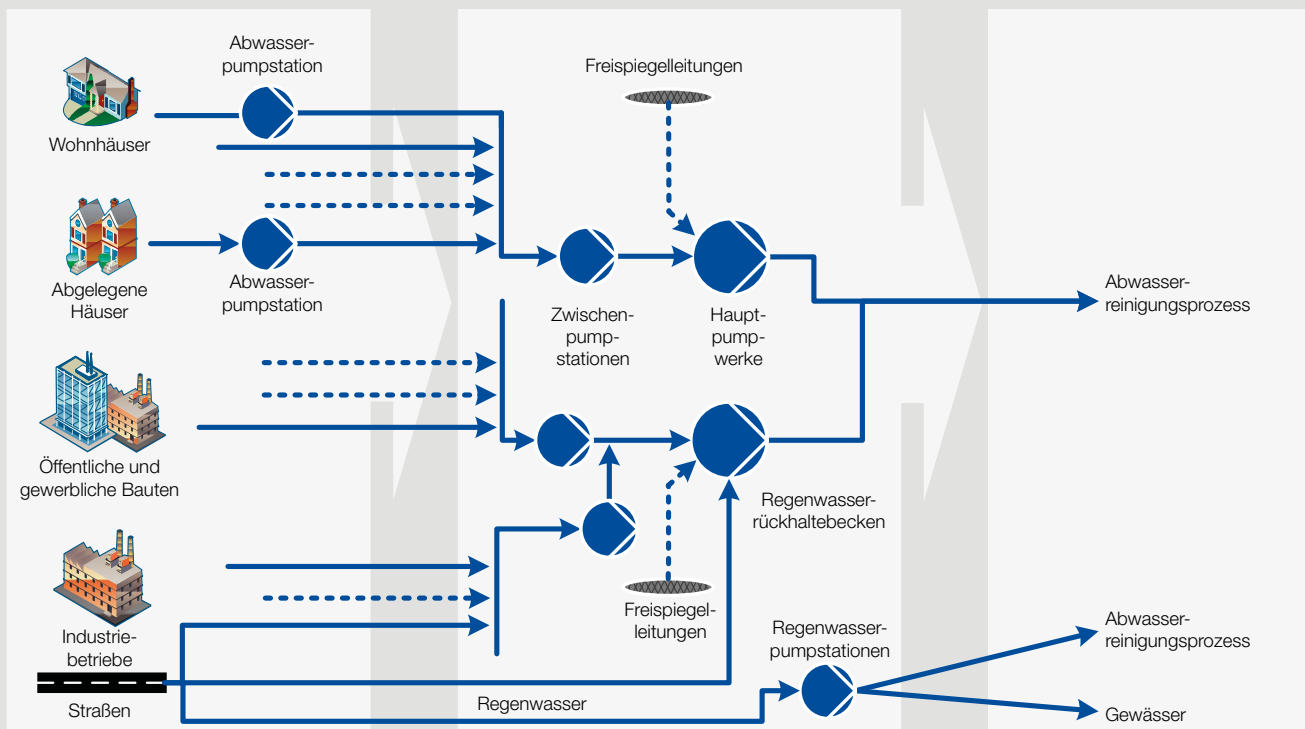 Abwasser-
pumpstation
Wohnhäuser
Abgelegene
Häuser
Abwasser-
pumpstation
Öffentliche und
gewerbliche Bauten
Industrie-
betriebe
Straßen
Freispiegelleitungen
Zwischen-
pump-
stationen
Haupt-
pump-
werke
Regenwasser-
rückhaltebecken
Freispiegel-
leitungen
Regenwasser-
pumpstationen
Regenwasser
Abwasser-
reinigungsprozess
Abwasser-
reinigungsprozess
Gewässer